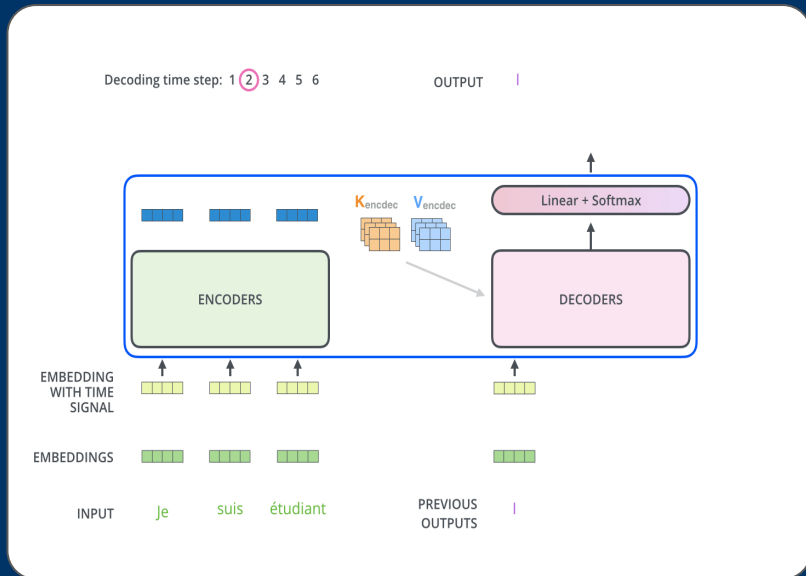 Decoding time step: 1 2 3 4 5 6
OUTPUT I
Kencdec Vencdec
Linear + Softmax
ENCODERS
DECODERS
EMBEDDING
WITH TIME
SIGNAL
EMBEDDINGS
INPUT Je suis étudiant
PREVIOUS
OUTPUTS I